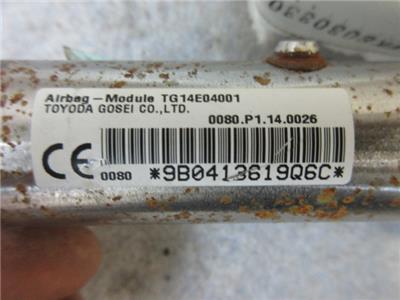 Airbag-Module TG14E04001
TOYODA GOSEI CO.,LTD.
0080.P1.14.0026
CE 0080
*9B0413619Q6C*